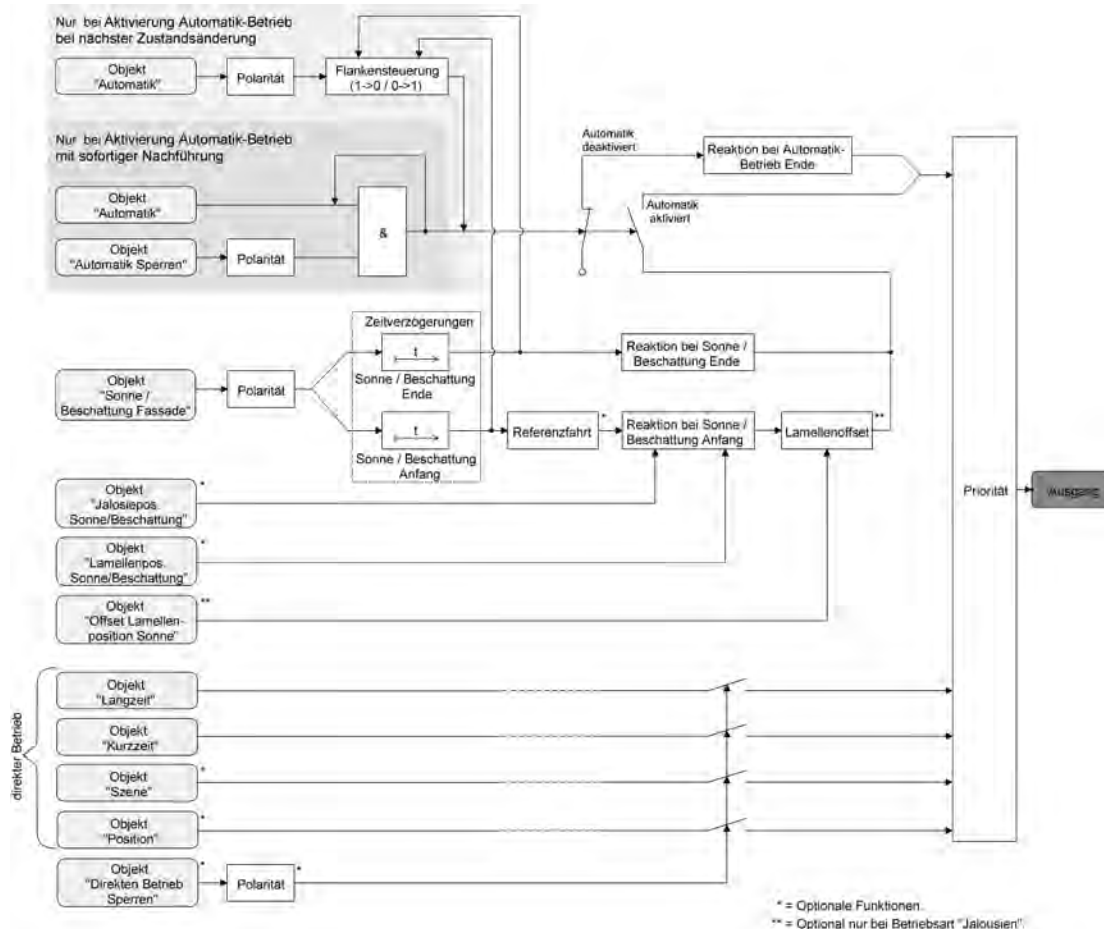 Nur bei Aktivierung Automatik-Betrieb
bei nächster Zustandsänderung
Objekt
"Automatik"
Polarität
Flankensteuerung
(1->0 / 0->1)
Nur bei Aktivierung Automatik-Betrieb
mit sofortiger Nachführung
Objekt
"Automatik"
Objekt
"Automatik Sperren"
Polarität
&
Automatik
deaktiviert
Reaktion bei Automatik-
Betrieb Ende
Automatik
aktiviert
Zeitverzögerungen
t
Sonne / Beschattung
Ende
Reaktion bei Sonne /
Beschattung Ende
Objekt
"Sonne /
Beschattung Fassade"
Polarität
t
Sonne / Beschattung
Anfang
Referenzfahrt
*
Reaktion bei Sonne /
Beschattung Anfang
Lamellenoffset
**
Objekt
"Jalosiepos.
Sonne/Beschattung"
*
Objekt
"Lamellenpos.
Sonne/Beschattung"
*
Objekt
"Offset Lamellen-
position Sonne"
**
Priorität
Ausgang
direkter Betrieb
Objekt
"Langzeit"
Objekt
"Kurzzeit"
Objekt
"Szene"
*
Objekt
"Position"
*
Objekt
"Direkten Betrieb
Sperren"
*
Polarität
*
* = Optionale Funktionen.
** = Optional nur bei Betriebsart "Jalousien".